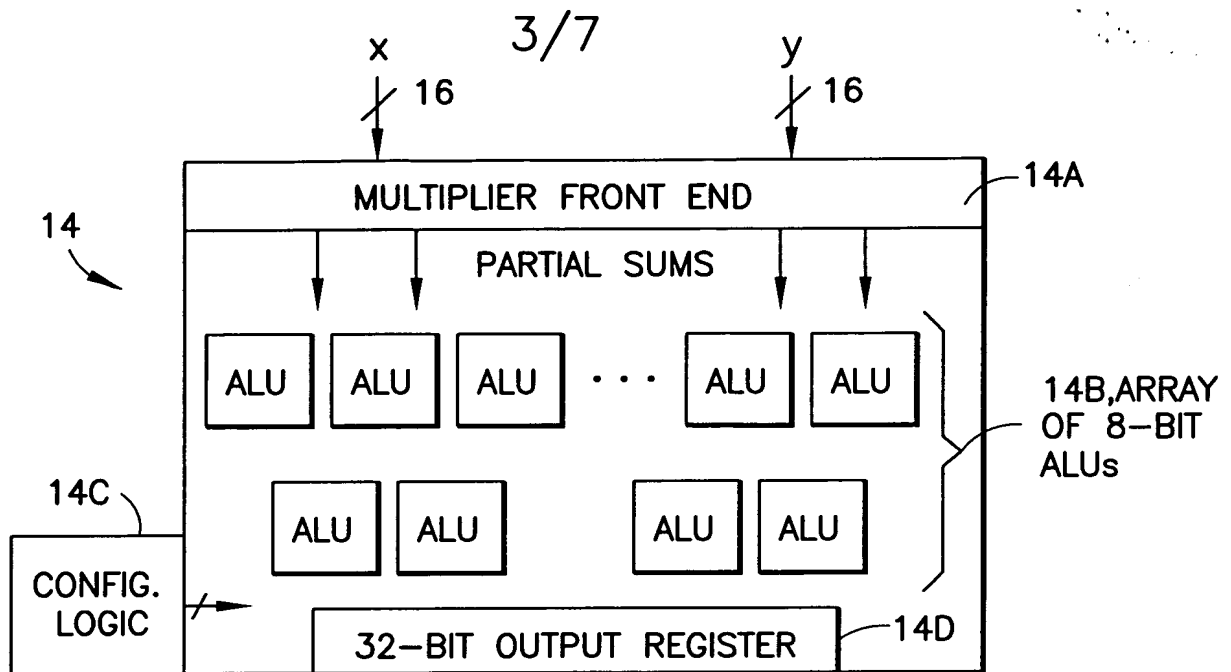 3/7
x y
16 16
MULTIPLIER FRONT END
14A
14
PARTIAL SUMS
ALU ALU ALU ... ALU ALU
14B,ARRAY
OF 8-BIT
ALUs
14C
ALU ALU ALU ALU
CONFIG.
LOGIC
32-BIT OUTPUT REGISTER
14D